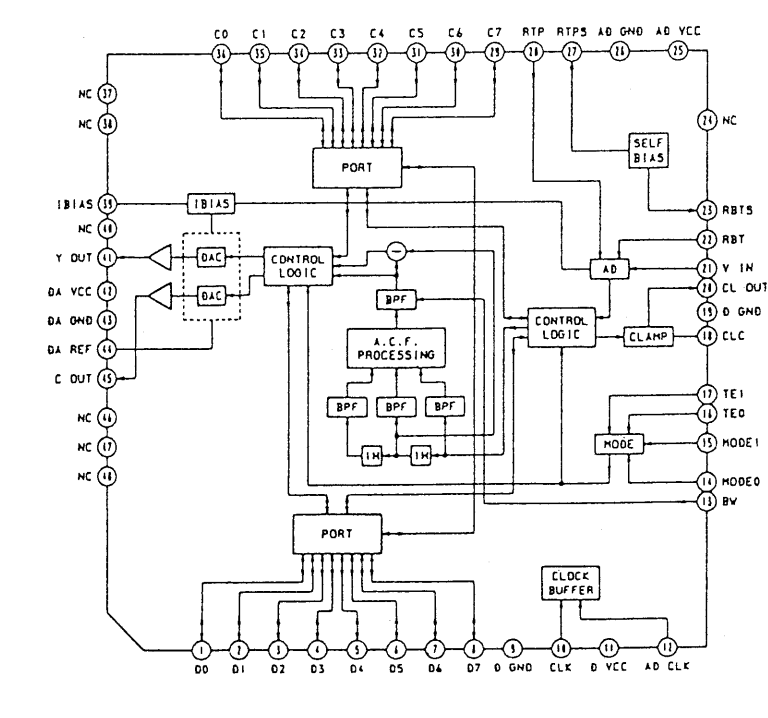 C0 C1 C2 C3 C4 C5 C6 C7 RTP RTPS AD GND AD VCC
36 35 34 33 32 31 30 29 28 27 26 25
NC 37
NC 38
24 NC
SELF
BIAS
PORT
IBIAS 39 IBIAS
23 RBTS
NC 40
22 RBT
Y OUT 41 DAC
CONTROL
LOGIC
−
AD
21 V IN
DA VCC 42 DAC
BPF
20 CL OUT
DA GND 43
19 D GND
CONTROL
LOGIC
CLAMP
18 CLC
A.C.F.
PROCESSING
DA REF 44
C OUT 45
17 TE1
BPF BPF BPF
NC 46
16 TE0
NC 47
1H 1H
MODE
15 MODE1
NC 48
14 MODE0
13 BW
PORT
CLOCK
BUFFER
1 2 3 4 5 6 7 8 9 10 11 12
D0 D1 D2 D3 D4 D5 D6 D7 D GND CLK D VCC AD CLK